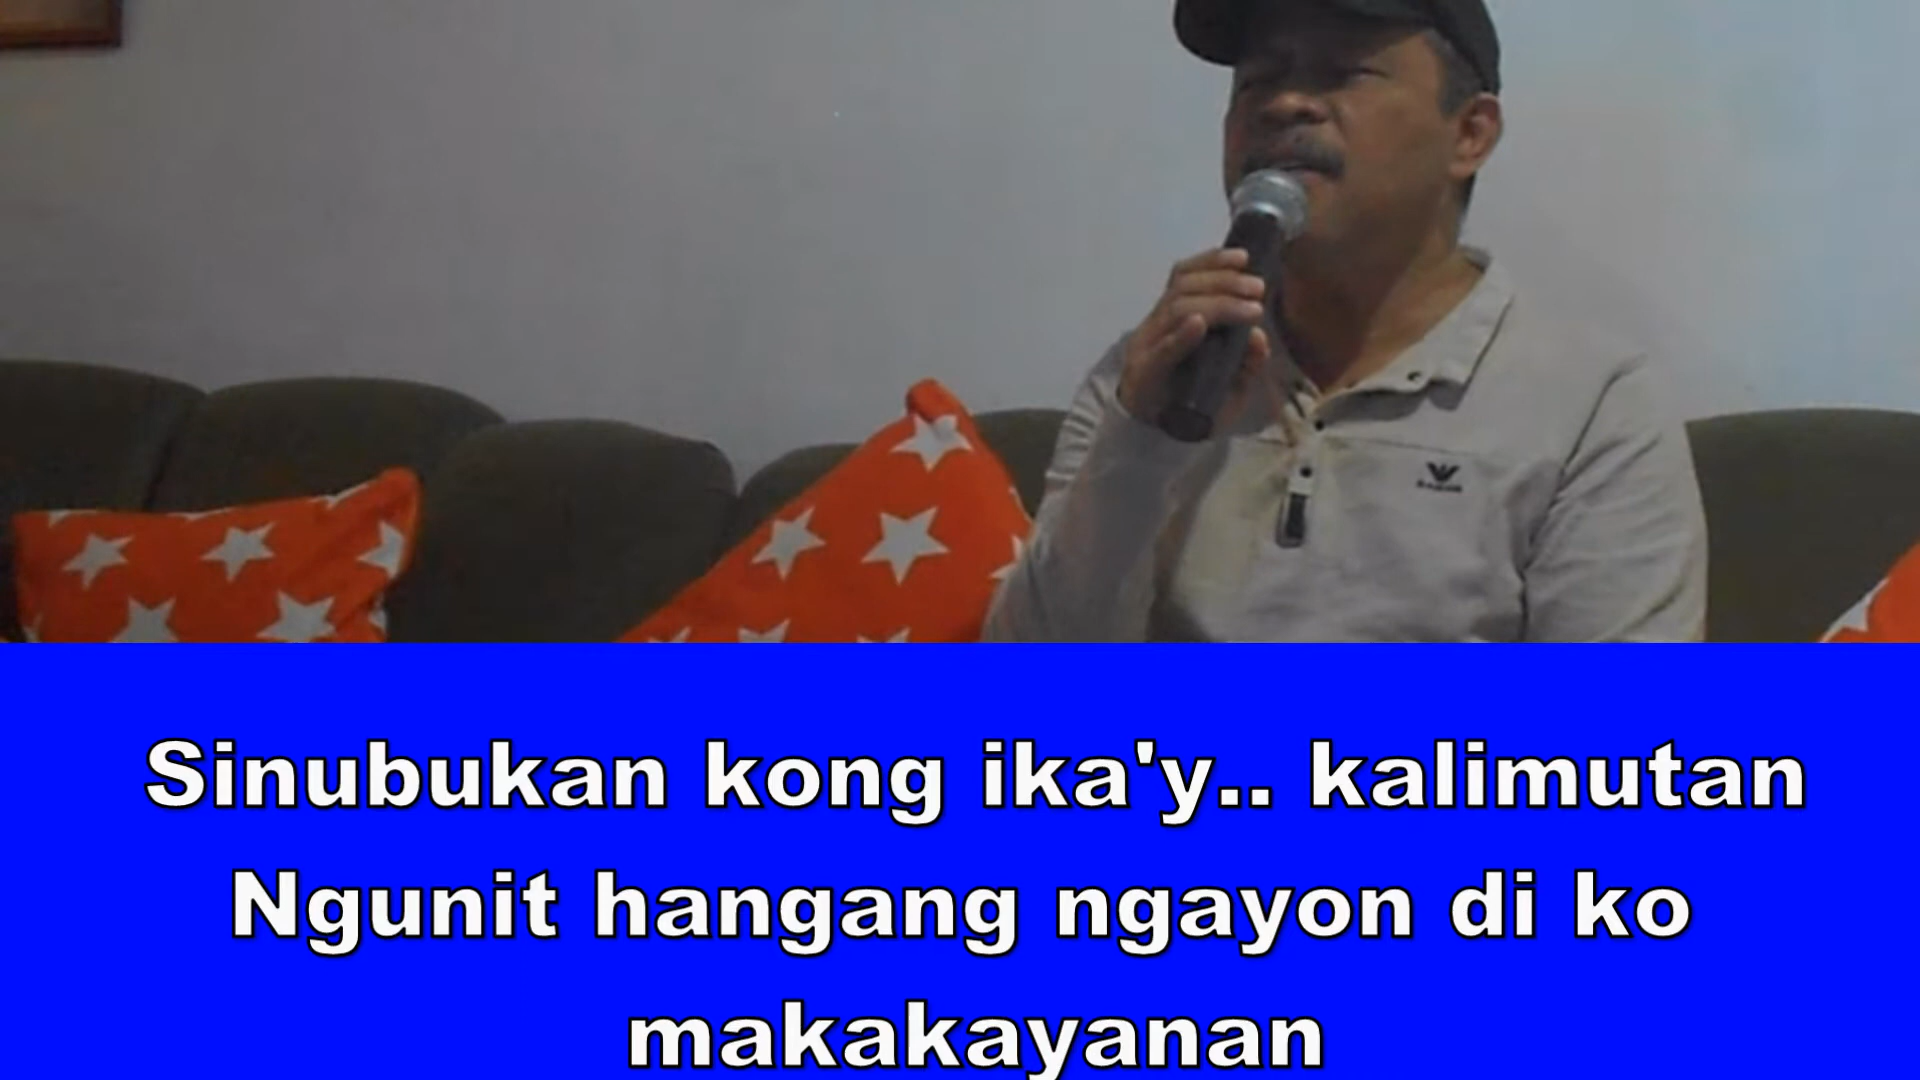 Sinubukan kong ika'y.. kalimutan
Ngunit hangang ngayon di ko
makakayanan